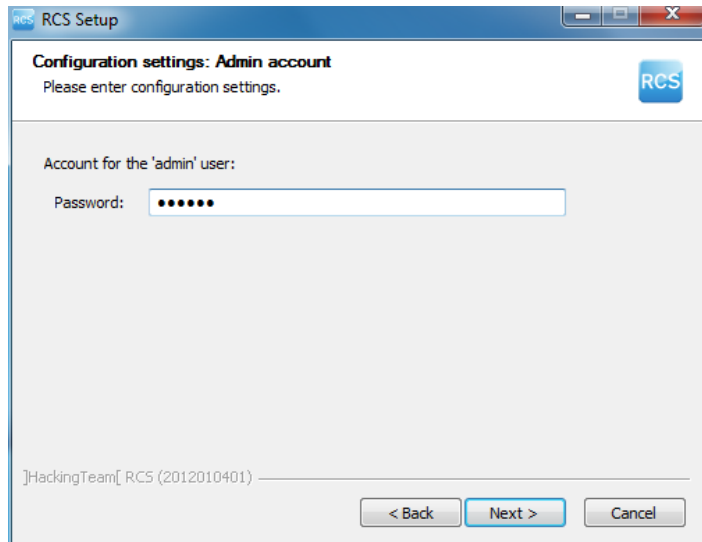 RCS RCS Setup
Configuration settings: Admin account
Please enter configuration settings.
RCS
Account for the 'admin' user:
Password: ••••••
]HackingTeam[ RCS (2012010401)
< Back Next > Cancel